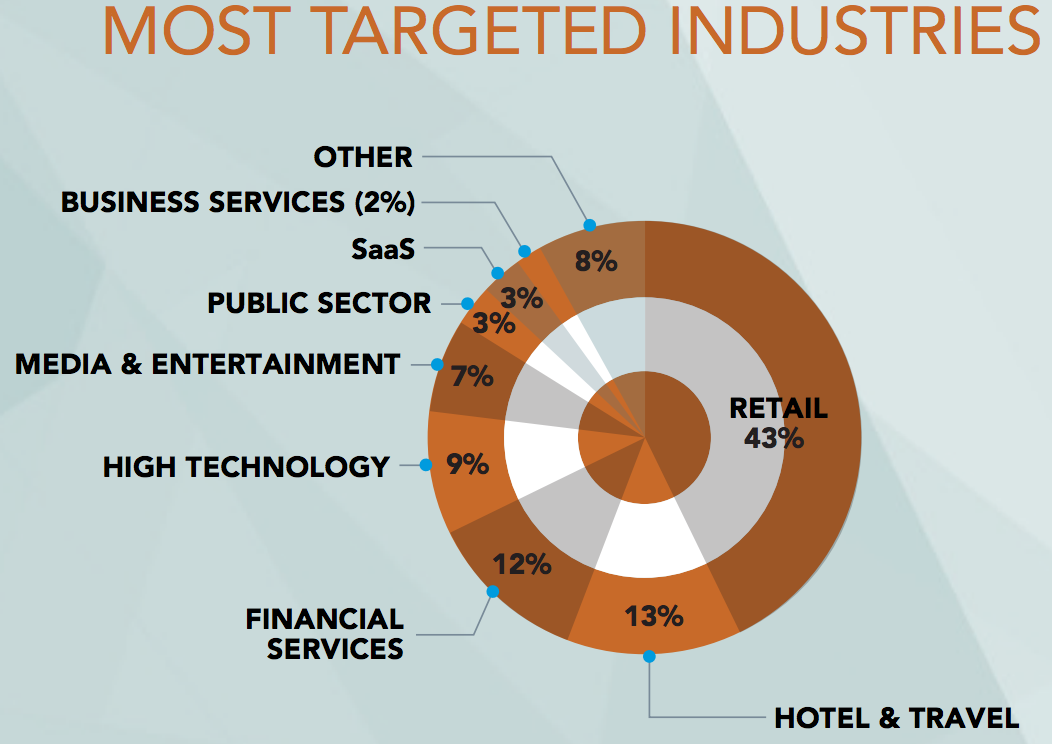 MOST TARGETED INDUSTRIES
OTHER
BUSINESS SERVICES (2%)
SaaS
PUBLIC SECTOR
MEDIA & ENTERTAINMENT
HIGH TECHNOLOGY
FINANCIAL
SERVICES
HOTEL & TRAVEL
RETAIL
43%
8%
3%
3%
7%
9%
12%
13%